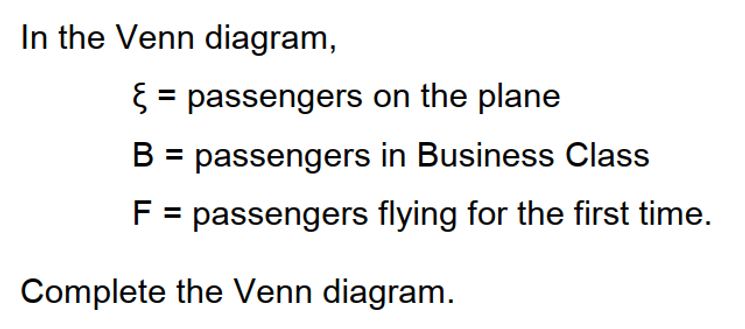 In the Venn diagram,
ξ = passengers on the plane
B = passengers in Business Class
F = passengers flying for the first time.
Complete the Venn diagram.